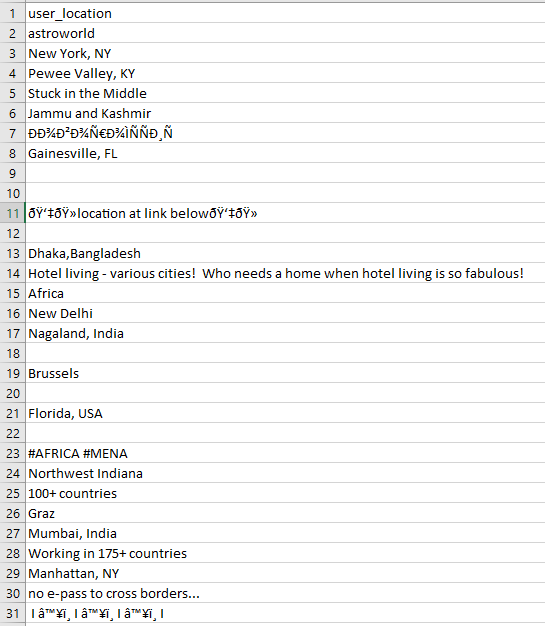 1 user_location
2 astroworld
3 New York, NY
4 Pewee Valley, KY
5 Stuck in the Middle
6 Jammu and Kashmir
7 ÐÐ¾Ð²Ð¾Ñ€Ð¾ÌÑÑÐ¸Ñ
8 Gainesville, FL
9
10
11 ðŸ‘‡ðŸ»location at link belowðŸ‘‡ðŸ»
12
13 Dhaka,Bangladesh
14 Hotel living - various cities!  Who needs a home when hotel living is so fabulous!
15 Africa
16 New Delhi
17 Nagaland, India
18
19 Brussels
20
21 Florida, USA
22
23 #AFRICA #MENA
24 Northwest Indiana
25 100+ countries
26 Graz
27 Mumbai, India
28 Working in 175+ countries
29 Manhattan, NY
30 no e-pass to cross borders...
31 I â™¥ï¸ I â™¥ï¸ I â™¥ï¸ I